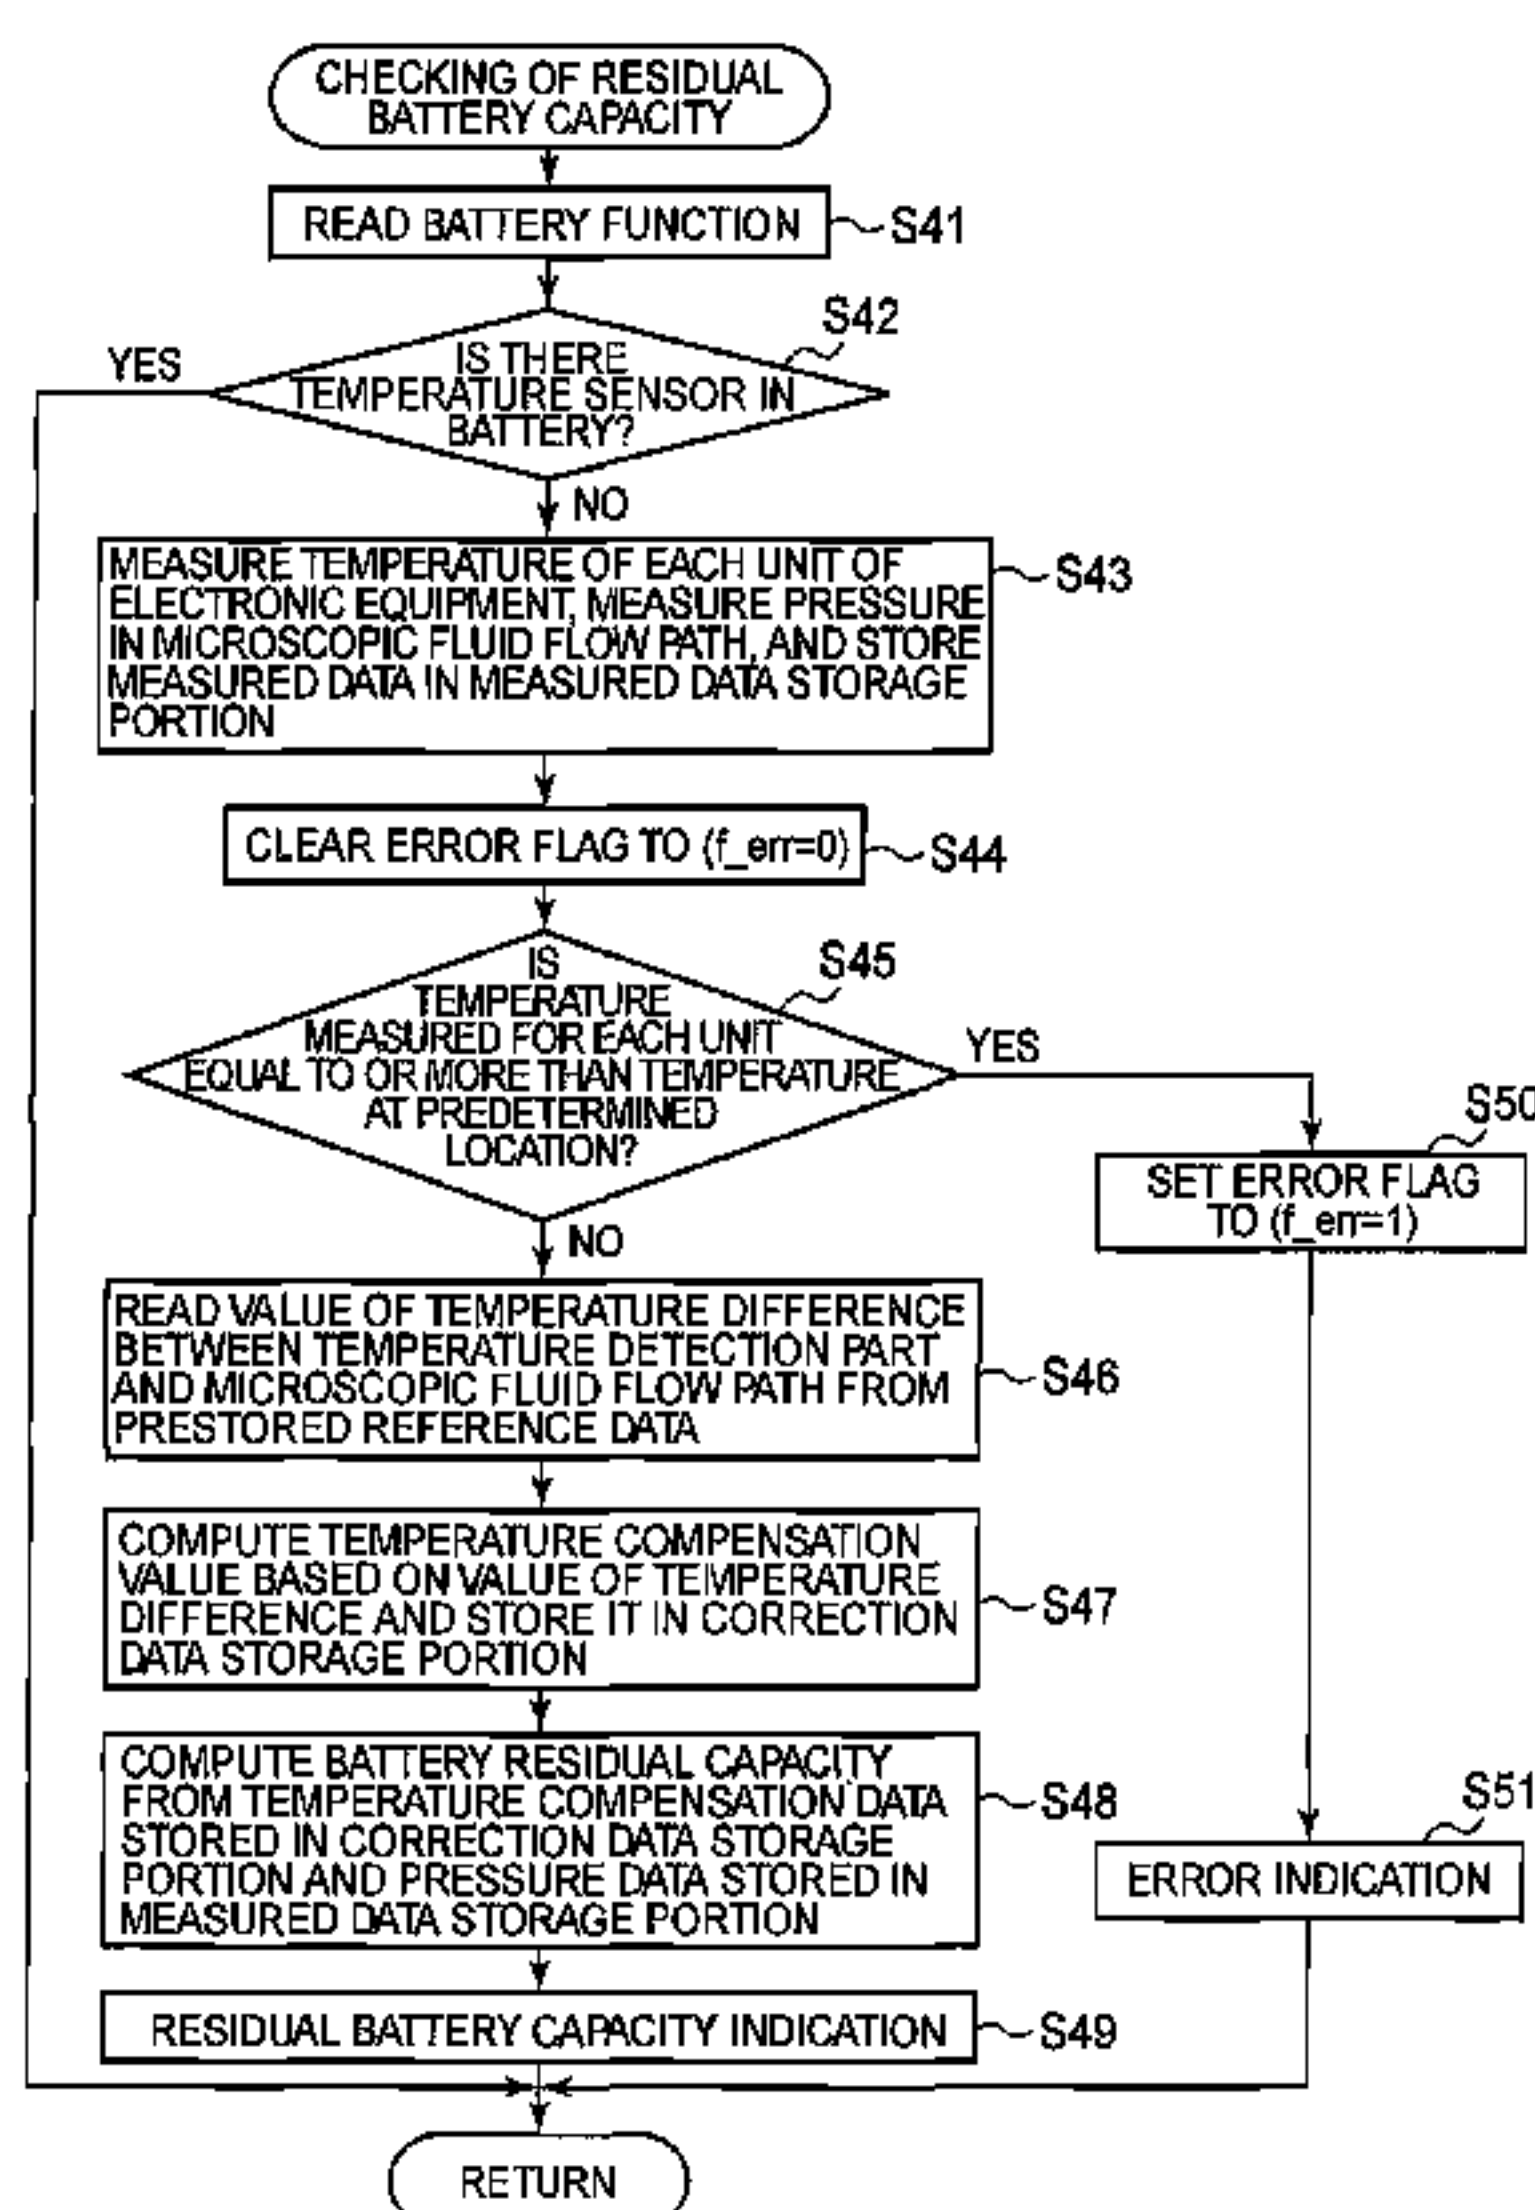 CHECKING OF RESIDUAL
BATTERY CAPACITY
READ BATTERY FUNCTION
S41
S42
YES
IS THERE
TEMPERATURE SENSOR IN
BATTERY?
NO
MEASURE TEMPERATURE OF EACH UNIT OF
ELECTRONIC EQUIPMENT, MEASURE PRESSURE
IN MICROSCOPIC FLUID FLOW PATH, AND STORE
MEASURED DATA IN MEASURED DATA STORAGE
PORTION
S43
CLEAR ERROR FLAG TO (f_err=0)
S44
S45
IS
TEMPERATURE
MEASURED FOR EACH UNIT
EQUAL TO OR MORE THAN TEMPERATURE
AT PREDETERMINED
LOCATION?
YES
S50
SET ERROR FLAG
TO (f_err=1)
NO
READ VALUE OF TEMPERATURE DIFFERENCE
BETWEEN TEMPERATURE DETECTION PART
AND MICROSCOPIC FLUID FLOW PATH FROM
PRESTORED REFERENCE DATA
S46
COMPUTE TEMPERATURE COMPENSATION
VALUE BASED ON VALUE OF TEMPERATURE
DIFFERENCE AND STORE IT IN CORRECTION
DATA STORAGE PORTION
S47
COMPUTE BATTERY RESIDUAL CAPACITY
FROM TEMPERATURE COMPENSATION DATA
STORED IN CORRECTION DATA STORAGE
PORTION AND PRESSURE DATA STORED IN
MEASURED DATA STORAGE PORTION
S48
S51
ERROR INDICATION
RESIDUAL BATTERY CAPACITY INDICATION
S49
RETURN